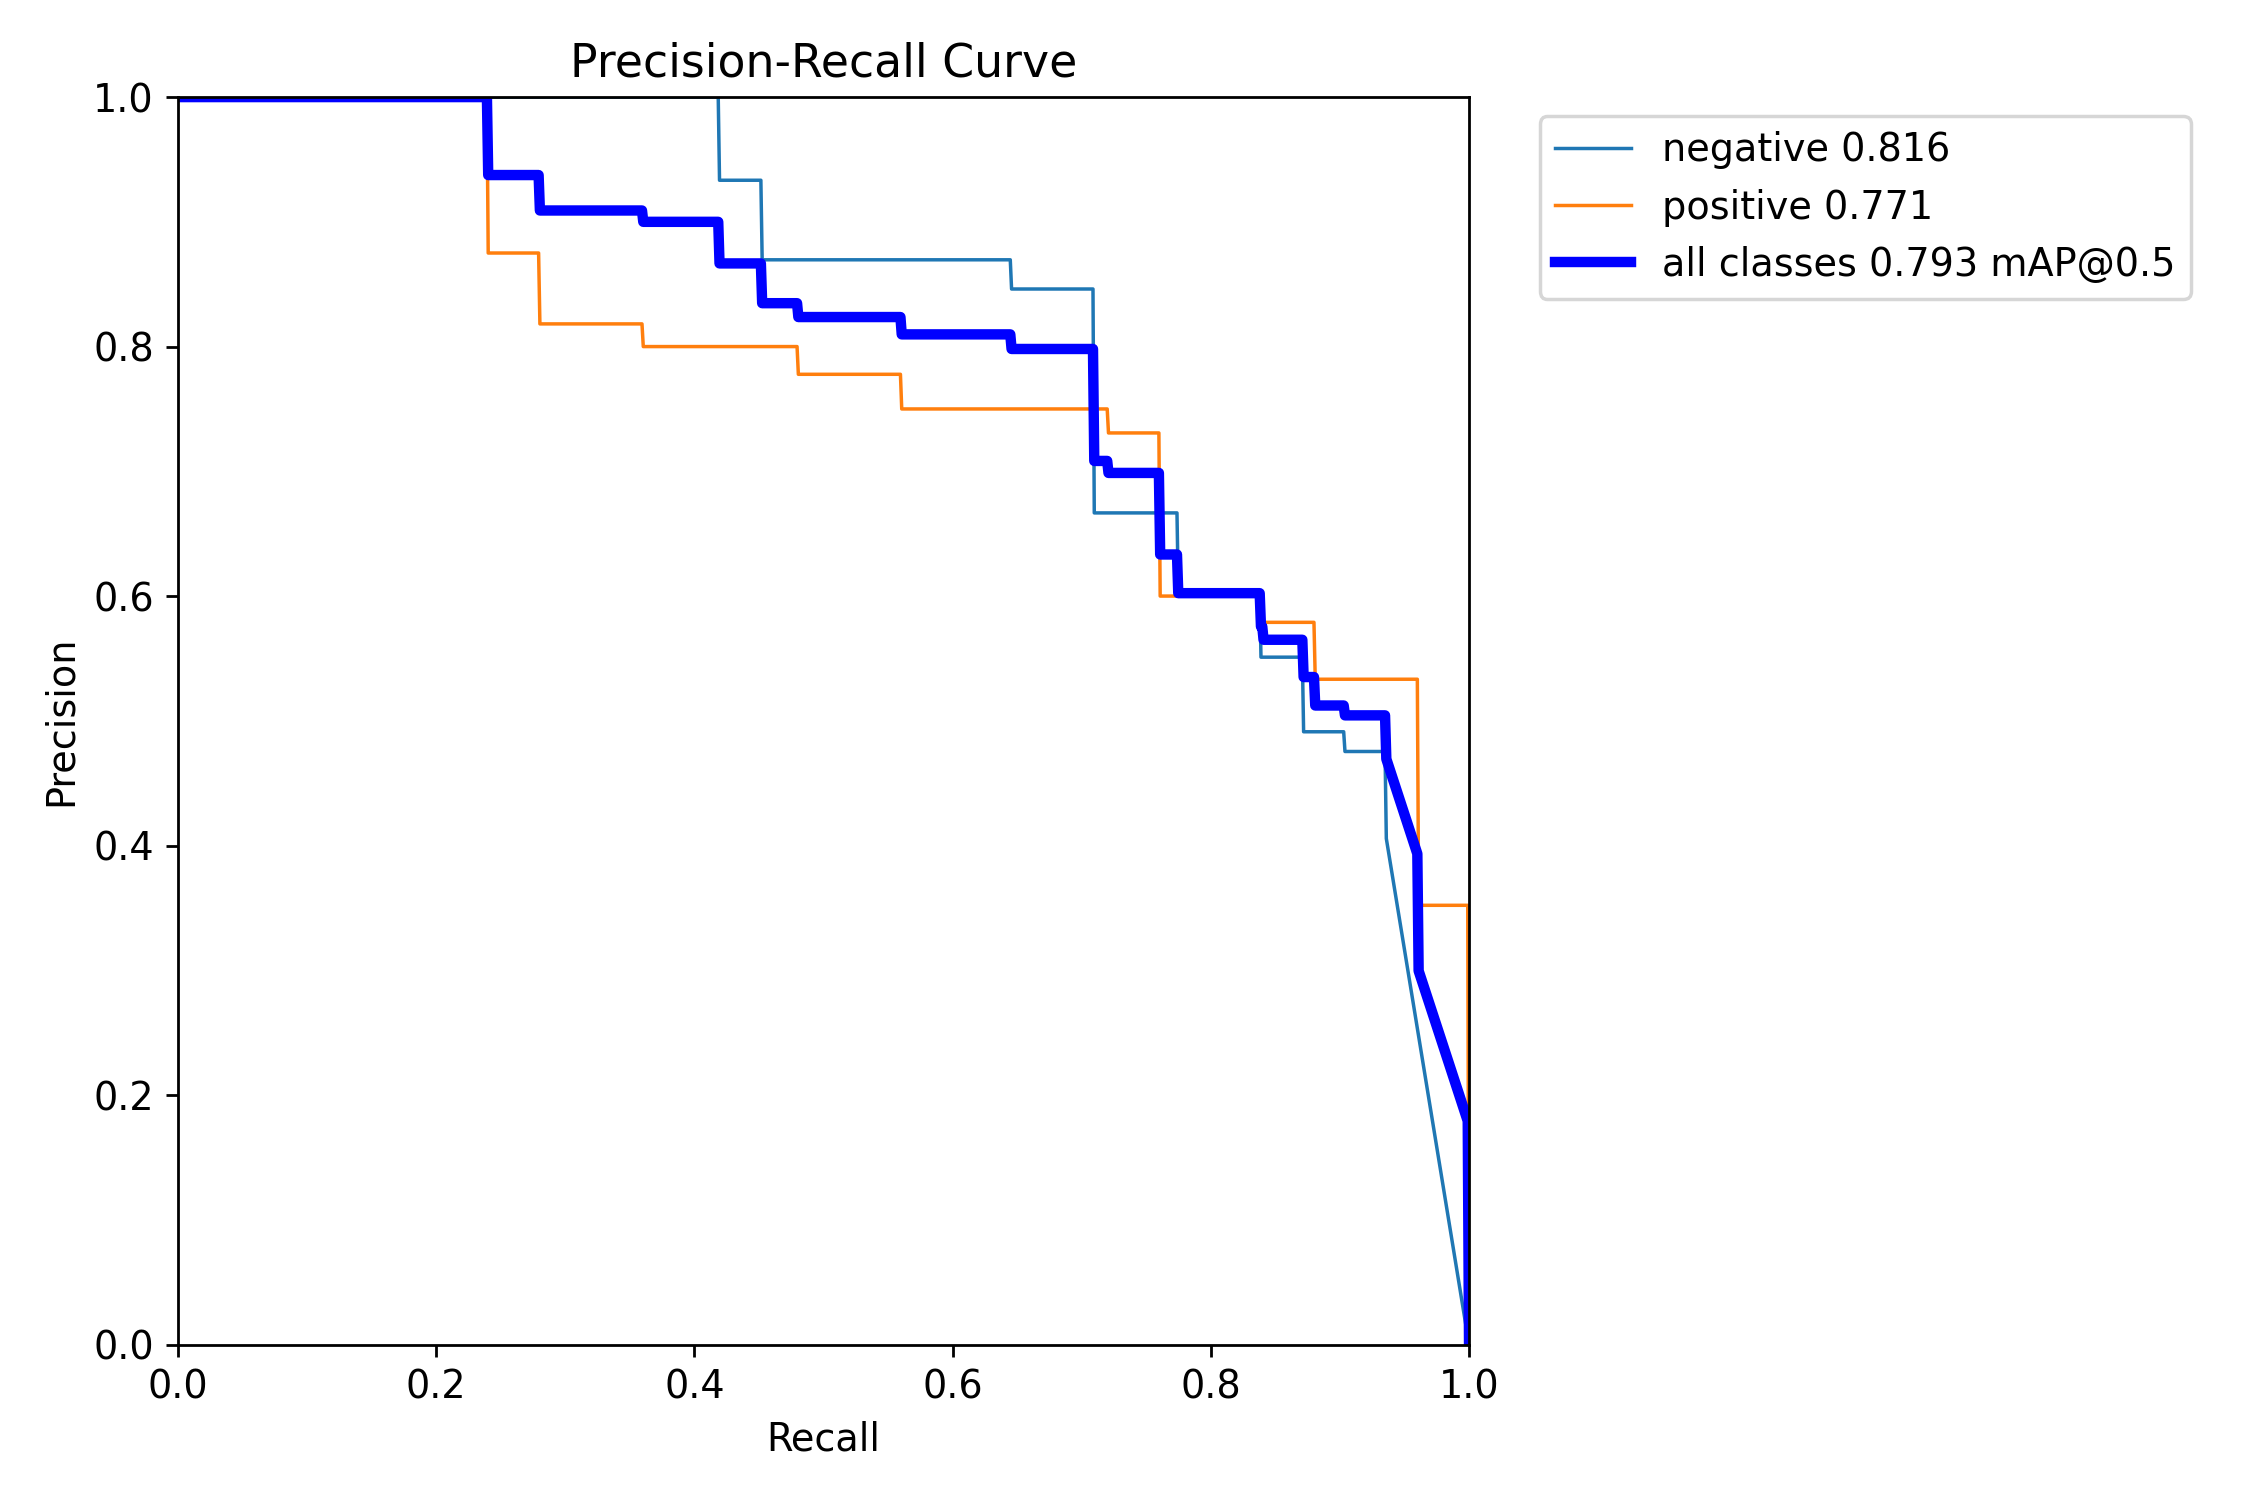 Precision-Recall Curve
1.0
0.8
0.6
0.4
0.2
0.0
Precision
0.0 0.2 0.4 0.6 0.8 1.0
Recall
negative 0.816
positive 0.771
all classes 0.793 mAP@0.5